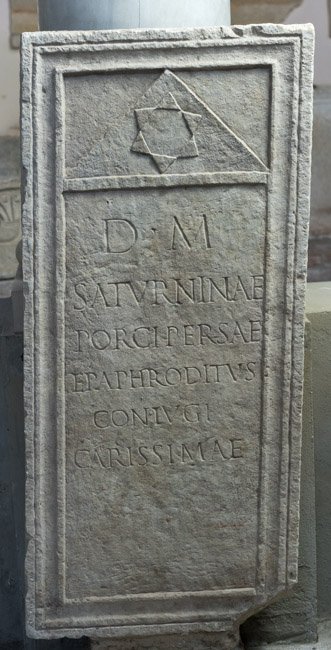 D · M
SATVRNINAE
PORCI PERSAE
EPAPHRODITVS
CONIVGI
CARISSIMAE